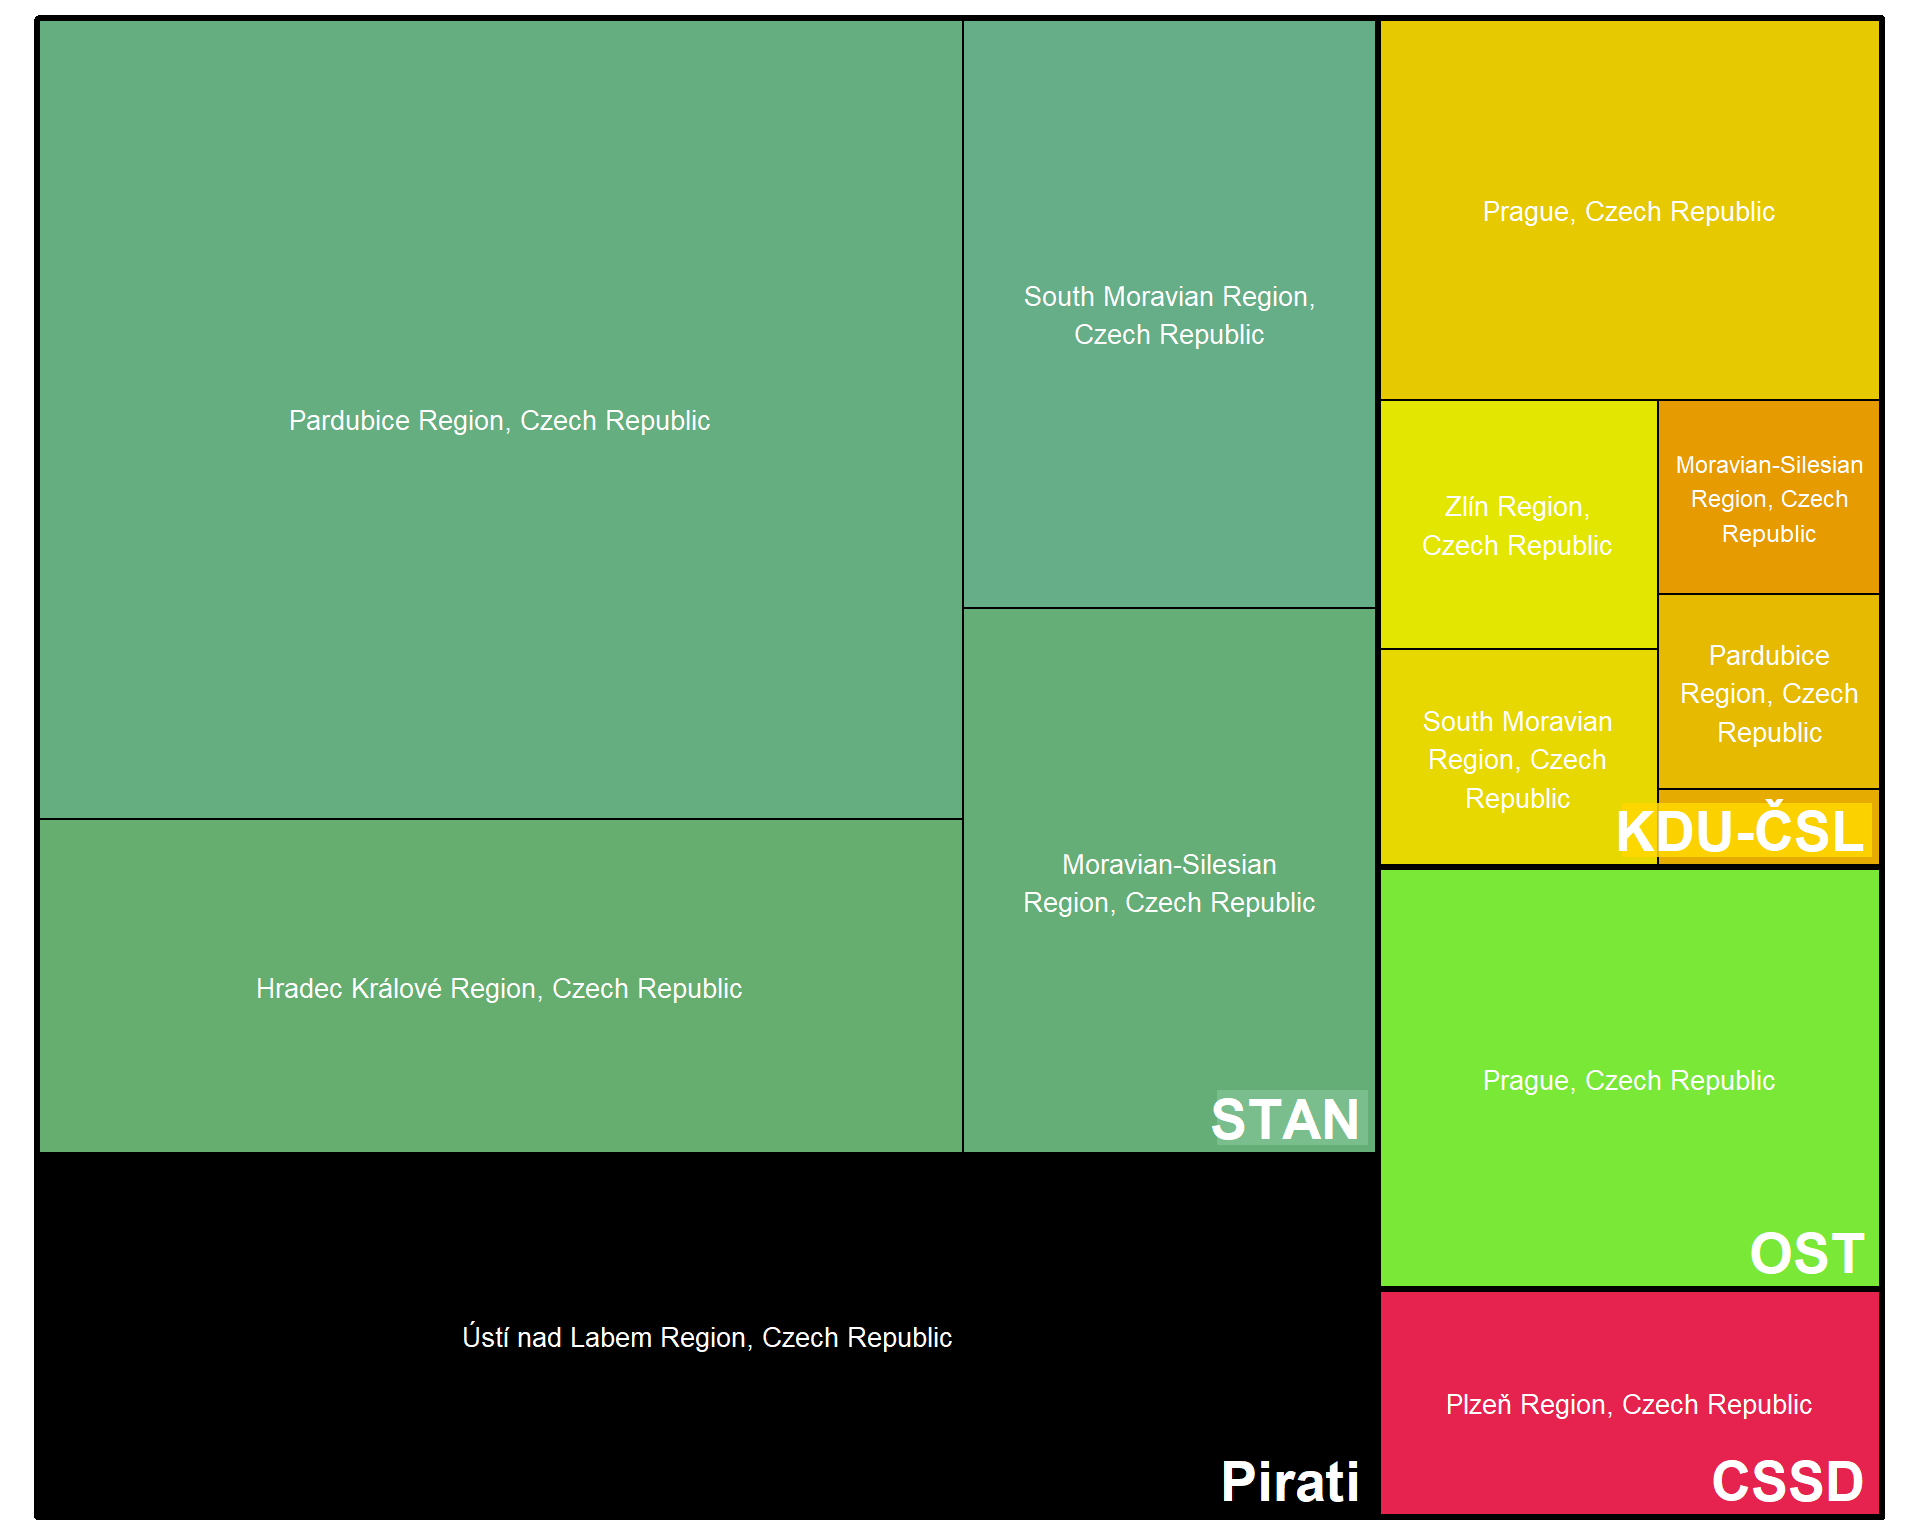 Pardubice Region, Czech Republic
Hradec Králové Region, Czech Republic
South Moravian Region,
Czech Republic
Moravian-Silesian
Region, Czech Republic
STAN
Ústí nad Labem Region, Czech Republic
Pirati
Prague, Czech Republic
Zlín Region,
Czech Republic
South Moravian
Region, Czech
Republic
Moravian-Silesian
Region, Czech
Republic
Pardubice
Region, Czech
Republic
KDU-ČSL
Prague, Czech Republic
OST
Plzeň Region, Czech Republic
CSSD